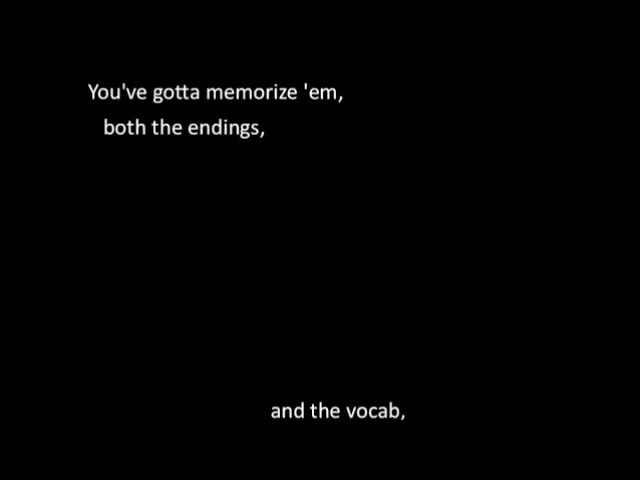 You've gotta memorize 'em,
both the endings,
and the vocab,